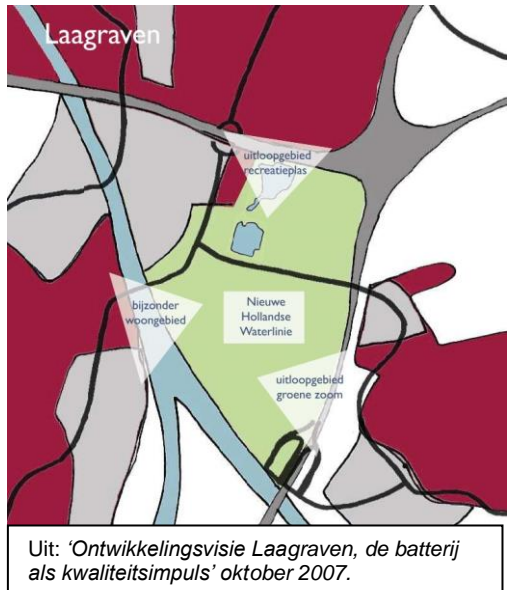 Laagraven
uitloopgebied
recreatieplas
bijzonder
woongebied
Nieuwe
Hollandse
Waterlinie
uitloopgebied
groene zoom
Uit: ‘Ontwikkelingsvisie Laagraven, de batterij
als kwaliteitsimpuls’ oktober 2007.